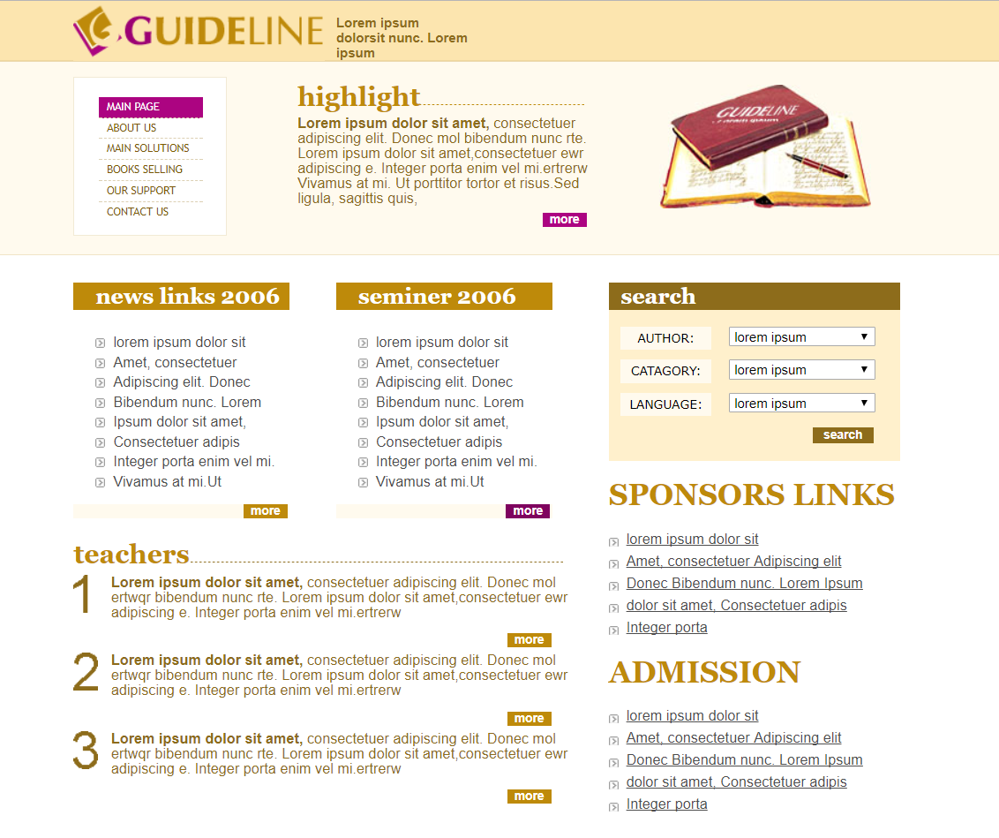 GUIDELINE
Lorem ipsum
dolorsit nunc. Lorem
ipsum
MAIN PAGE
ABOUT US
MAIN SOLUTIONS
BOOKS SELLING
OUR SUPPORT
CONTACT US
highlight
Lorem ipsum dolor sit amet, consectetuer
adipiscing elit. Donec mol bibendum nunc rte.
Lorem ipsum dolor sit amet,consectetuer ewr
adipiscing e. Integer porta enim vel mi.ertrerw
Vivamus at mi. Ut porttitor tortor et risus.Sed
ligula, sagittis quis,
more
GUIDELINE
news links 2006
lorem ipsum dolor sit
Amet, consectetuer
Adipiscing elit. Donec
Bibendum nunc. Lorem
Ipsum dolor sit amet,
Consectetuer adipis
Integer porta enim vel mi.
Vivamus at mi.Ut
more
seminer 2006
lorem ipsum dolor sit
Amet, consectetuer
Adipiscing elit. Donec
Bibendum nunc. Lorem
Ipsum dolor sit amet,
Consectetuer adipis
Integer porta enim vel mi.
Vivamus at mi.Ut
more
teachers
1
Lorem ipsum dolor sit amet, consectetuer adipiscing elit. Donec mol
ertwqr bibendum nunc rte. Lorem ipsum dolor sit amet,consectetuer ewr
adipiscing e. Integer porta enim vel mi.ertrerw
more
2
Lorem ipsum dolor sit amet, consectetuer adipiscing elit. Donec mol
ertwqr bibendum nunc rte. Lorem ipsum dolor sit amet,consectetuer ewr
adipiscing e. Integer porta enim vel mi.ertrerw
more
3
Lorem ipsum dolor sit amet, consectetuer adipiscing elit. Donec mol
ertwqr bibendum nunc rte. Lorem ipsum dolor sit amet,consectetuer ewr
adipiscing e. Integer porta enim vel mi.ertrerw
more
search
AUTHOR: lorem ipsum
CATAGORY: lorem ipsum
LANGUAGE: lorem ipsum
search
SPONSORS LINKS
lorem ipsum dolor sit
Amet, consectetuer Adipiscing elit
Donec Bibendum nunc. Lorem Ipsum
dolor sit amet, Consectetuer adipis
Integer porta
ADMISSION
lorem ipsum dolor sit
Amet, consectetuer Adipiscing elit
Donec Bibendum nunc. Lorem Ipsum
dolor sit amet, Consectetuer adipis
Integer porta